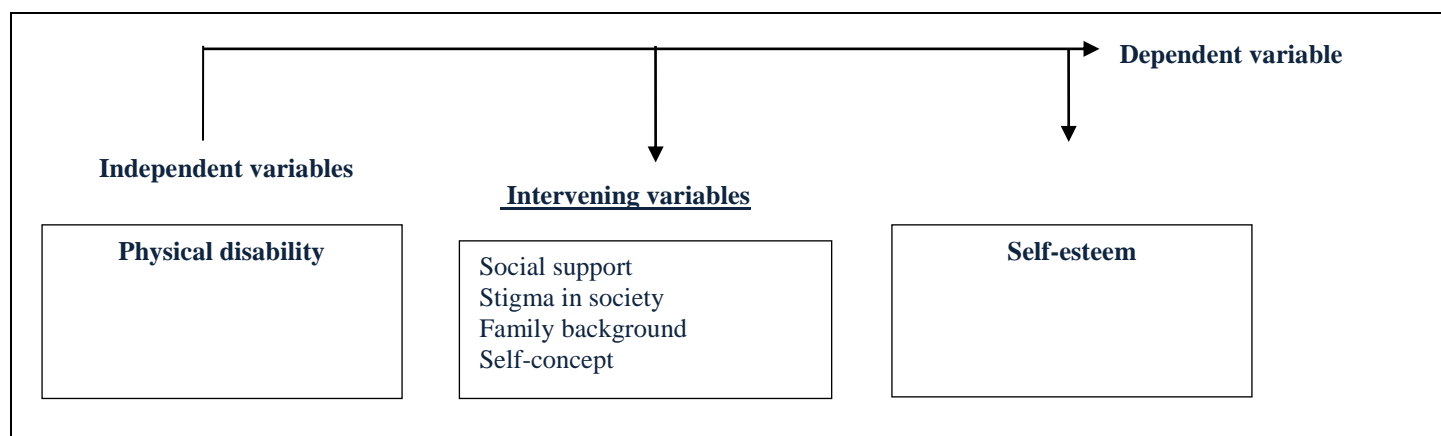 Dependent variable
Independent variables
Intervening variables
Physical disability
Social support
Stigma in society
Family background
Self-concept
Self-esteem